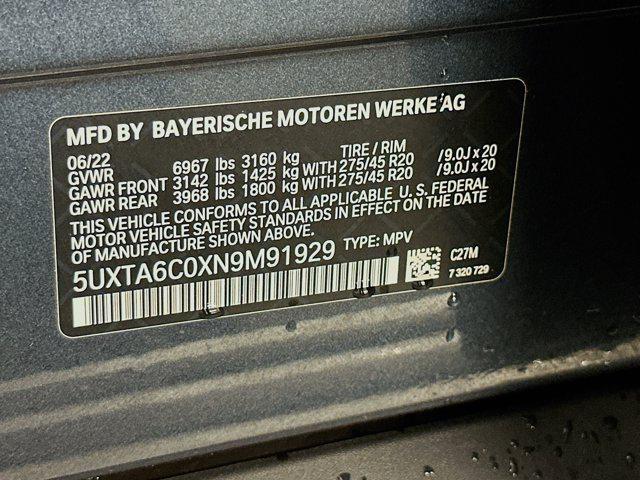 MFD BY BAYERISCHE MOTOREN WERKE AG
06/22 TIRE / RIM
GVWR 6967 lbs 3160 kg
GAWR FRONT 3142 lbs 1425 kg WITH 275/45 R20 /9.0J x 20
GAWR REAR 3968 lbs 1800 kg WITH 275/45 R20 /9.0J x 20
THIS VEHICLE CONFORMS TO ALL APPLICABLE U.S. FEDERAL
MOTOR VEHICLE SAFETY STANDARDS IN EFFECT ON THE DATE
OF MANUFACTURE SHOWN ABOVE.
5UXTA6C0XN9M91929 TYPE: MPV
C27M
7 320 729